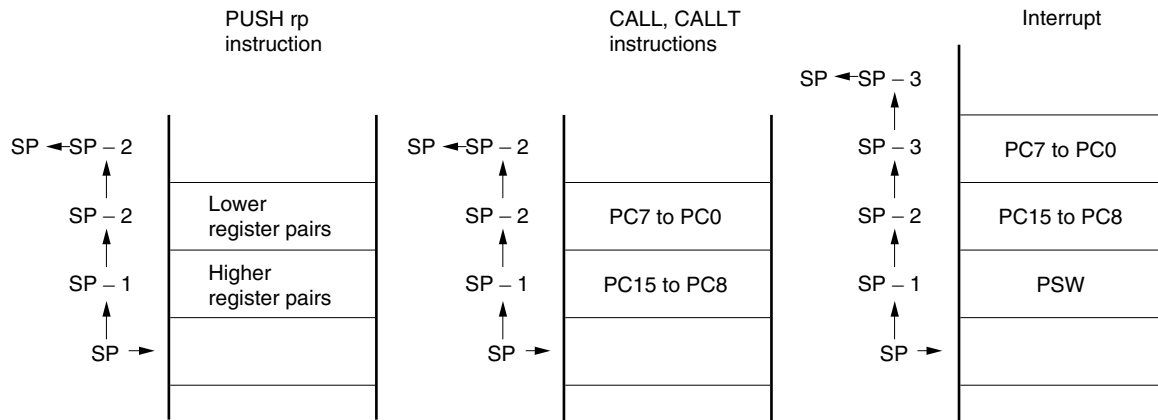 PUSH rp
instruction
SP ← SP – 2
SP – 2
Lower
register pairs
SP – 1
Higher
register pairs
SP →
CALL, CALLT
instructions
SP ← SP – 2
SP – 2
PC7 to PC0
SP – 1
PC15 to PC8
SP →
Interrupt
SP ← SP – 3
SP – 3
PC7 to PC0
SP – 2
PC15 to PC8
SP – 1
PSW
SP →